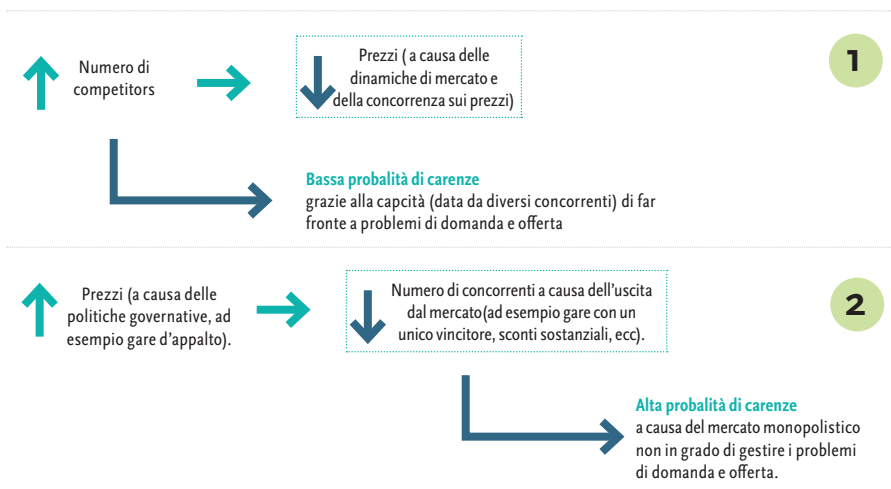 Numero di
competitors
Prezzi ( a causa delle
dinamiche di mercato e
della concorrenza sui prezzi)
1
Bassa probalità di carenze
grazie alla capcità (data da diversi concorrenti) di far
fronte a problemi di domanda e offerta
Prezzi (a causa delle
politiche governative, ad
esempio gare d'appalto).
Numero di concorrenti a causa dell'uscita
dal mercato(ad esempio gare con un
unico vincitore, sconti sostanziali, ecc).
2
Alta probalità di carenze
a causa del mercato monopolistico
non in grado di gestire i problemi
di domanda e offerta.